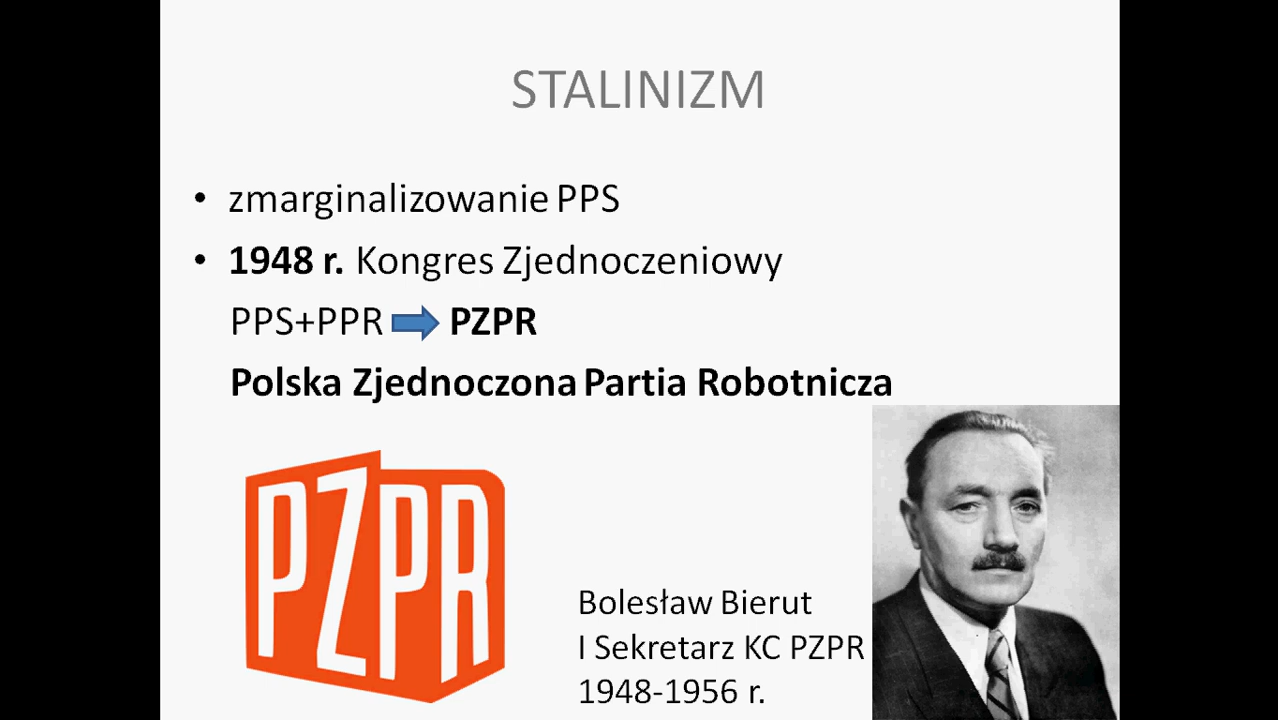 STALINIZM
• zmarginalizowanie PPS
• 1948 r. Kongres Zjednoczeniowy
PPS+PPR PZPR
Polska Zjednoczona Partia Robotnicza
PZPR
Bolesław Bierut
I Sekretarz KC PZPR
1948-1956 r.